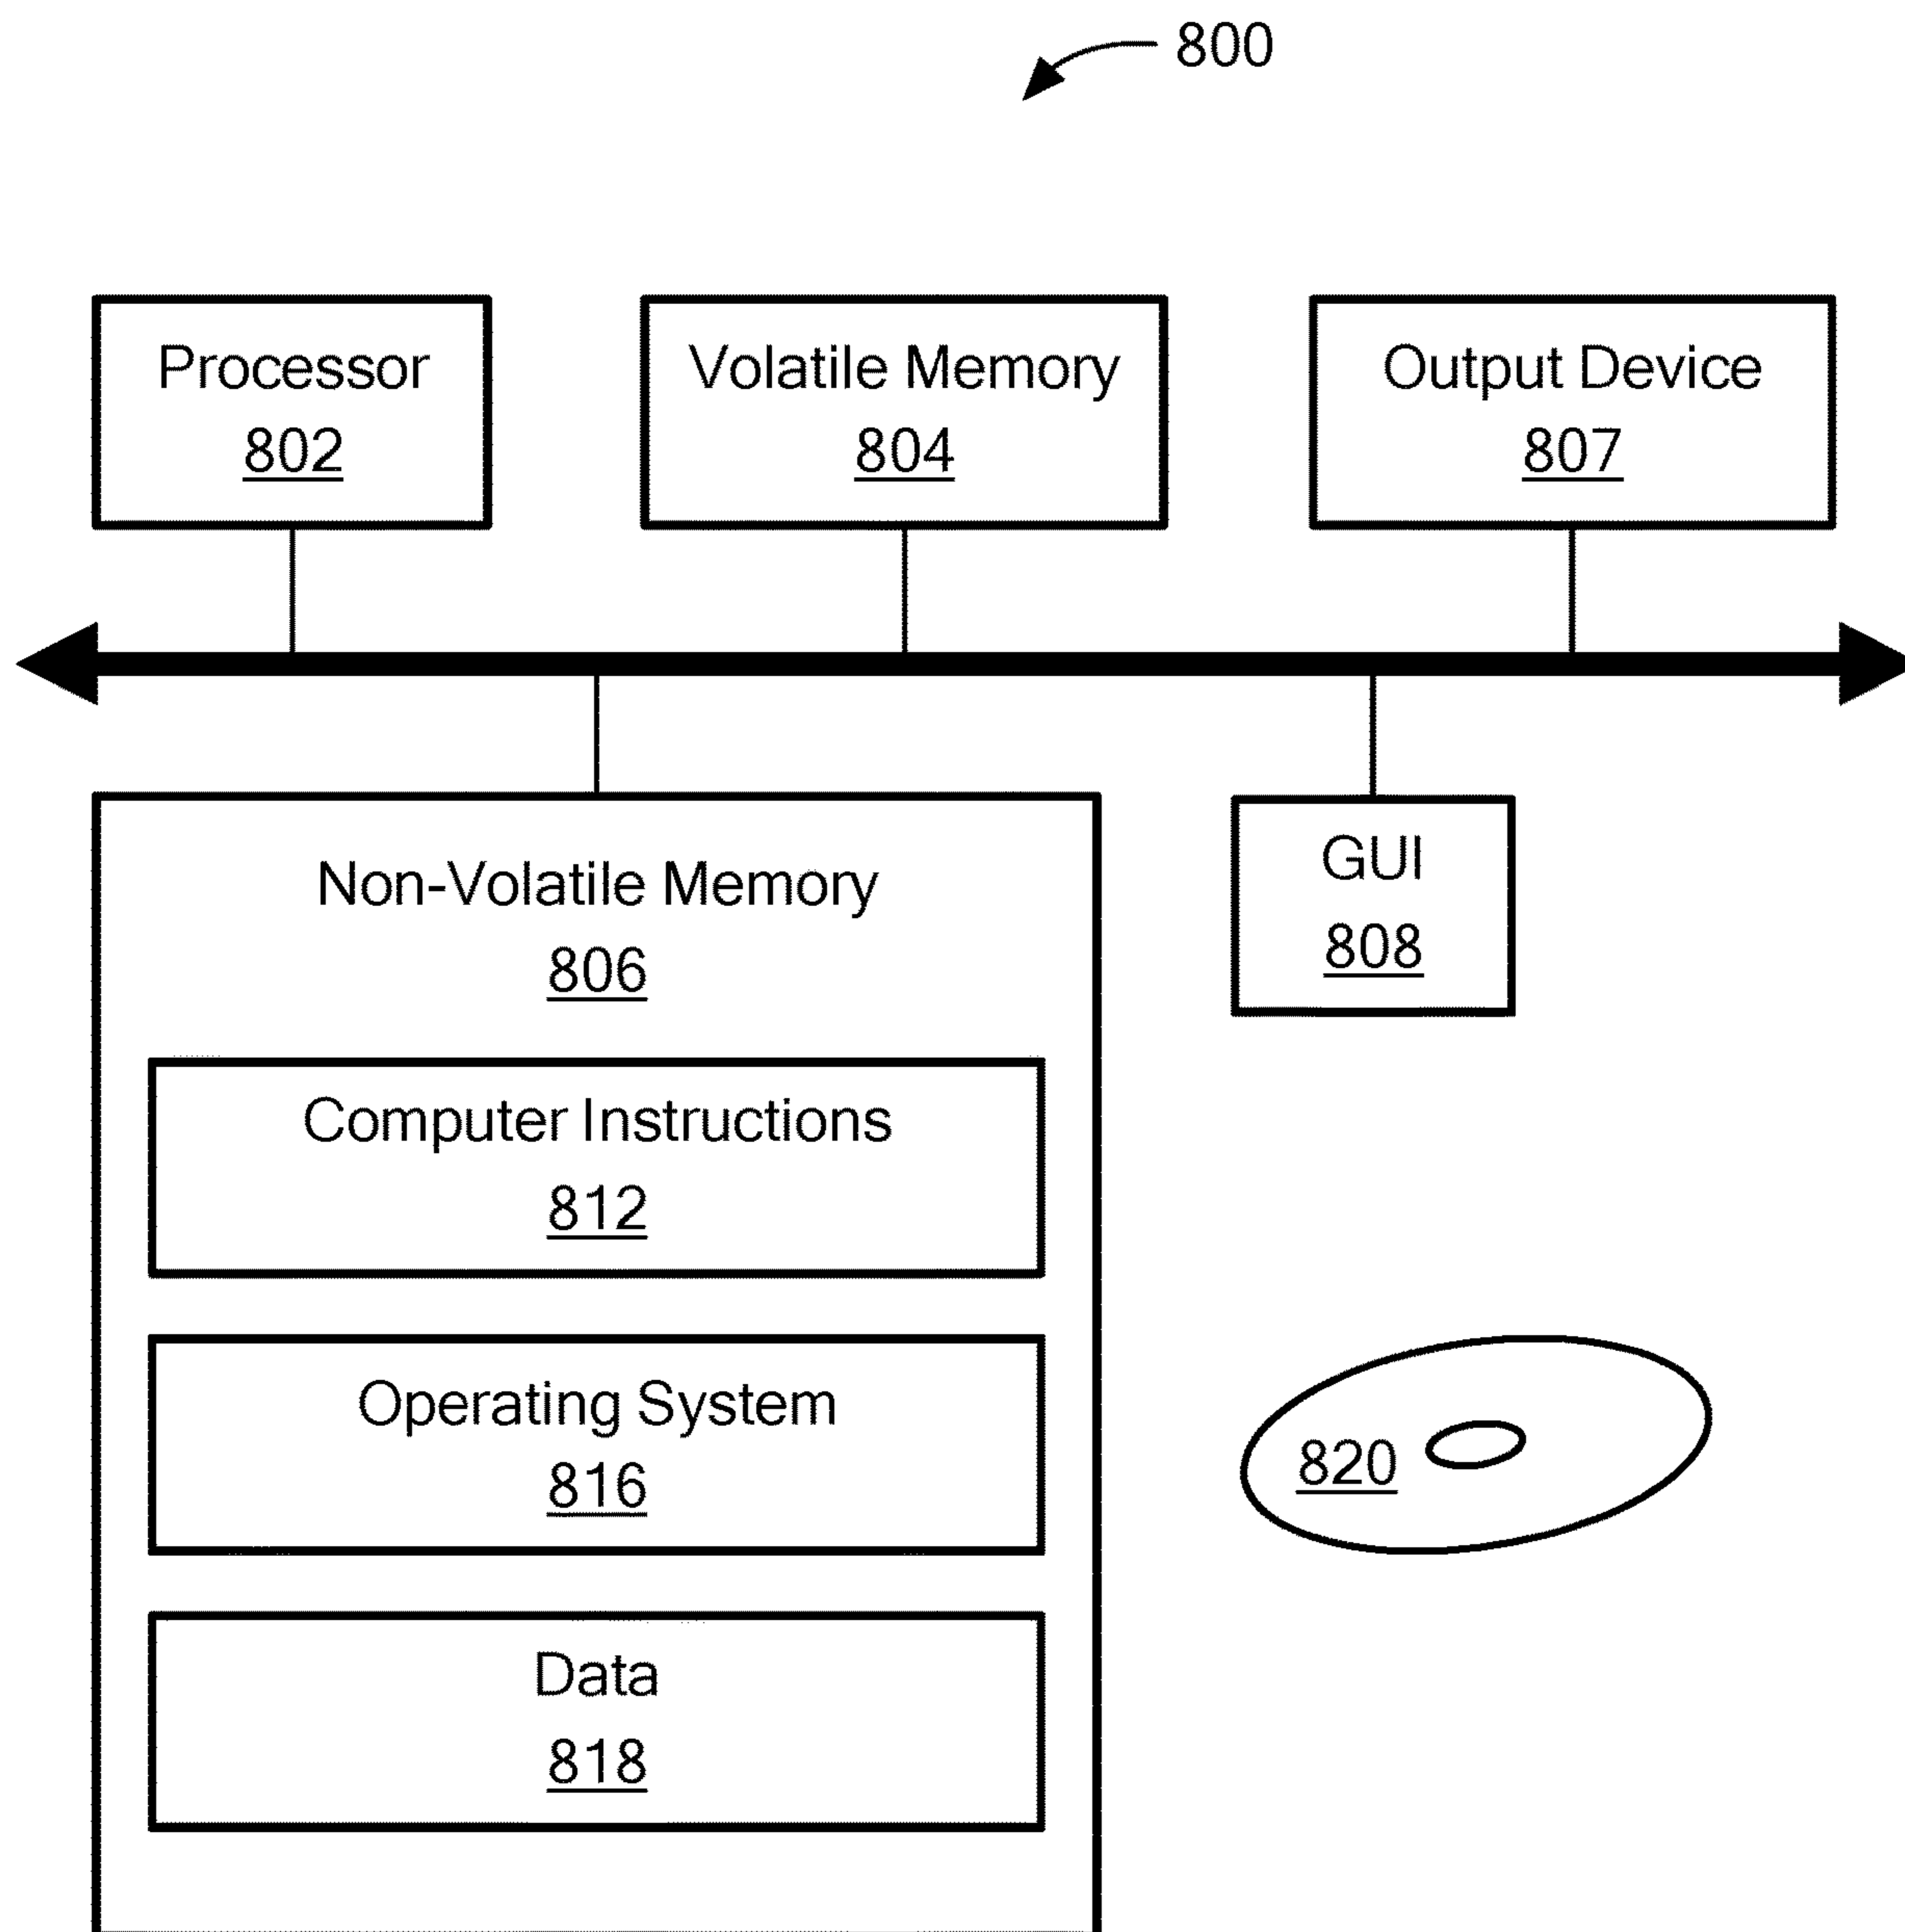 800
Processor
802
Volatile Memory
804
Output Device
807
Non-Volatile Memory
806
GUI
808
Computer Instructions
812
Operating System
816
820
Data
818